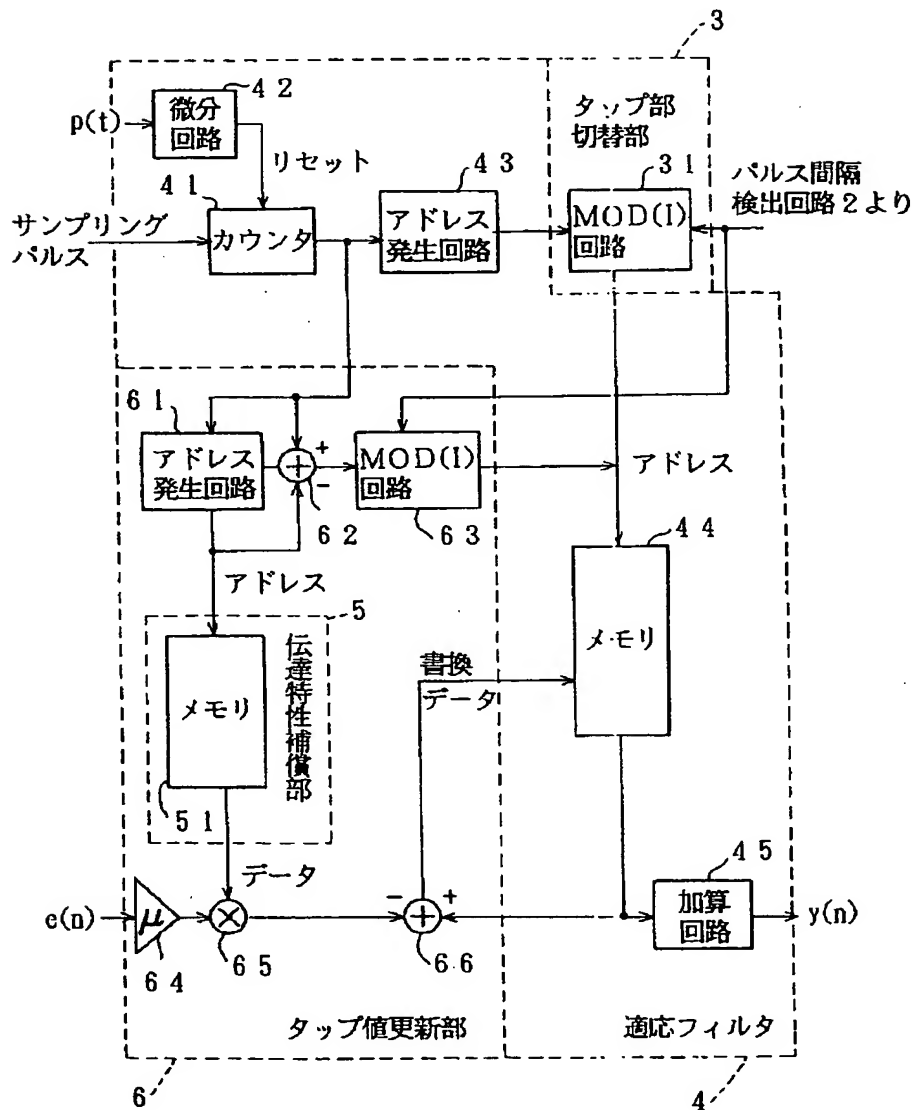 3
４２
微分
回路
p(t)
タップ部
切替部
リセット
４３
３１
４１
パルス間隔
検出回路２より
サンプリング
パルス
カウンタ
アドレス
発生回路
MOD(I)
回路
６１
アドレス
発生回路
+
-
６２
MOD(I)
回路
６３
アドレス
４４
アドレス
5
メモリ
伝達特性補償部
５１
書換
データ
メモリ
データ
４５
e(n)
μ
６４
６５
-
+
６６
加算
回路
y(n)
タップ値更新部
適応フィルタ
6
4